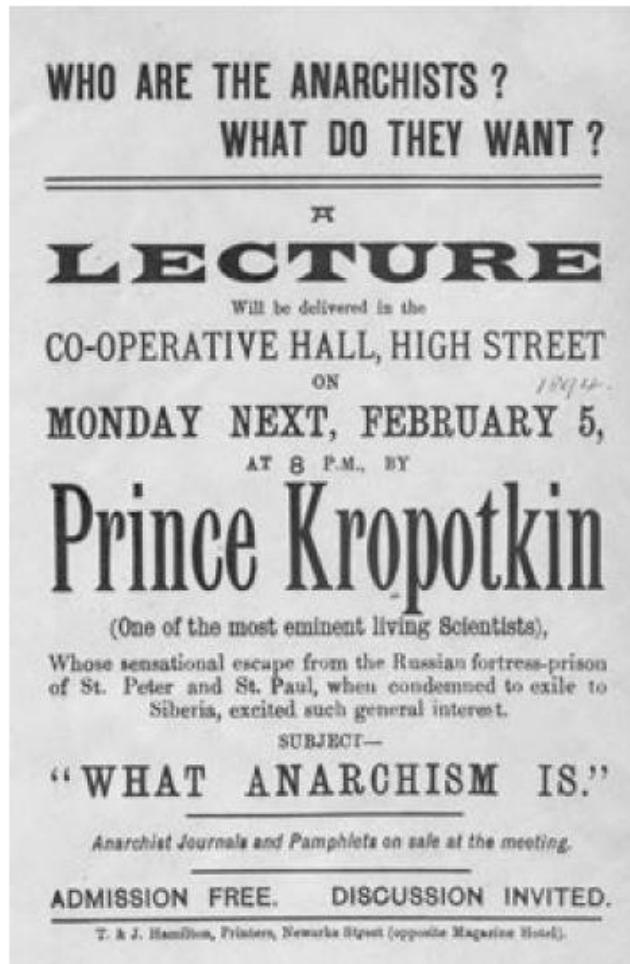 WHO ARE THE ANARCHISTS ?
WHAT DO THEY WANT ?
A
LECTURE
Will be delivered in the
CO-OPERATIVE HALL, HIGH STREET
ON
1894.
MONDAY NEXT, FEBRUARY 5,
AT 8 P.M., BY
Prince Kropotkin
(One of the most eminent living Scientists),
Whose sensational escape from the Russian fortress-prison
of St. Peter and St. Paul, when condemned to exile to
Siberia, excited such general interest.
SUBJECT—
“WHAT ANARCHISM IS.”
Anarchist Journals and Pamphlets on sale at the meeting.
ADMISSION FREE. DISCUSSION INVITED.
T. & J. Hamilton, Printers, Newarke Street (opposite Magazine Hotel).